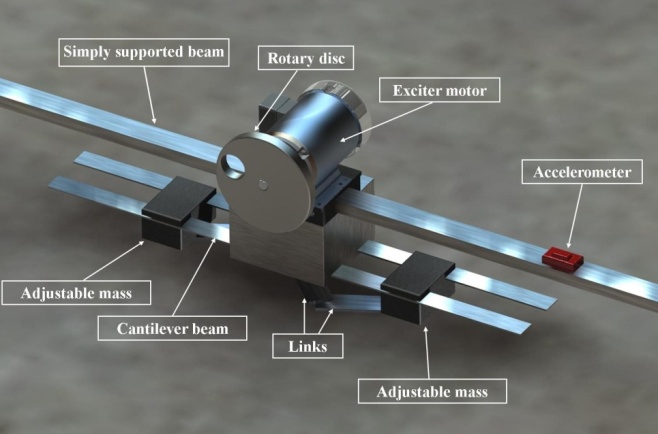 Simply supported beam
Rotary disc
Exciter motor
Accelerometer
Adjustable mass
Cantilever beam
Links
Adjustable mass